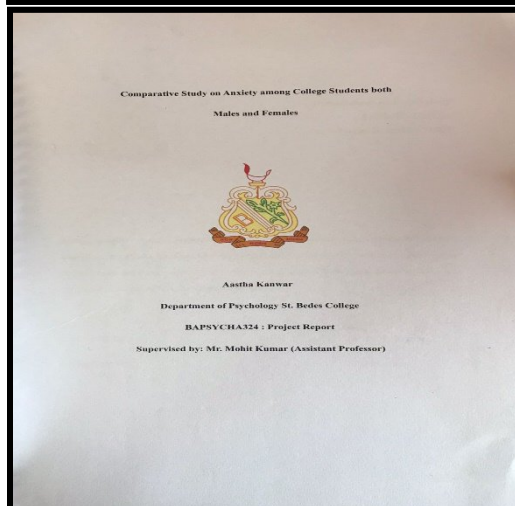 Comparative Study on Anxiety among College Students both
Males and Females
Aastha Kanwar
Department of Psychology St. Bedes College
BAPSYCHA324 : Project Report
Supervised by: Mr. Mohit Kumar (Assistant Professor)